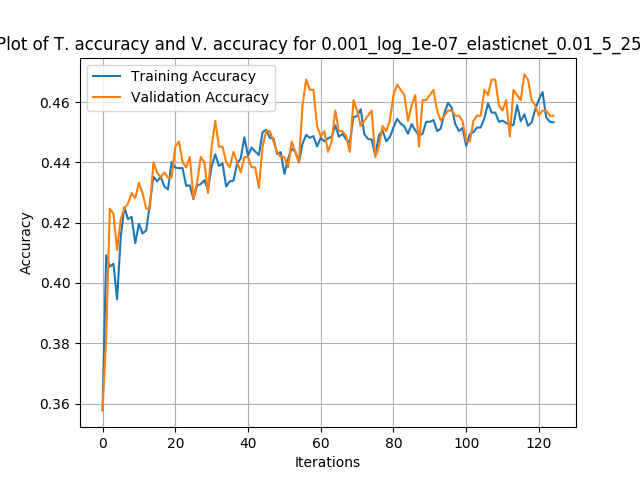 Plot of T. accuracy and V. accuracy for 0.001_log_1e-07_elasticnet_0.01_5_25
Training Accuracy
Validation Accuracy
0.46
0.44
0.42
0.40
0.38
0.36
Accuracy
0 20 40 60 80 100 120
Iterations